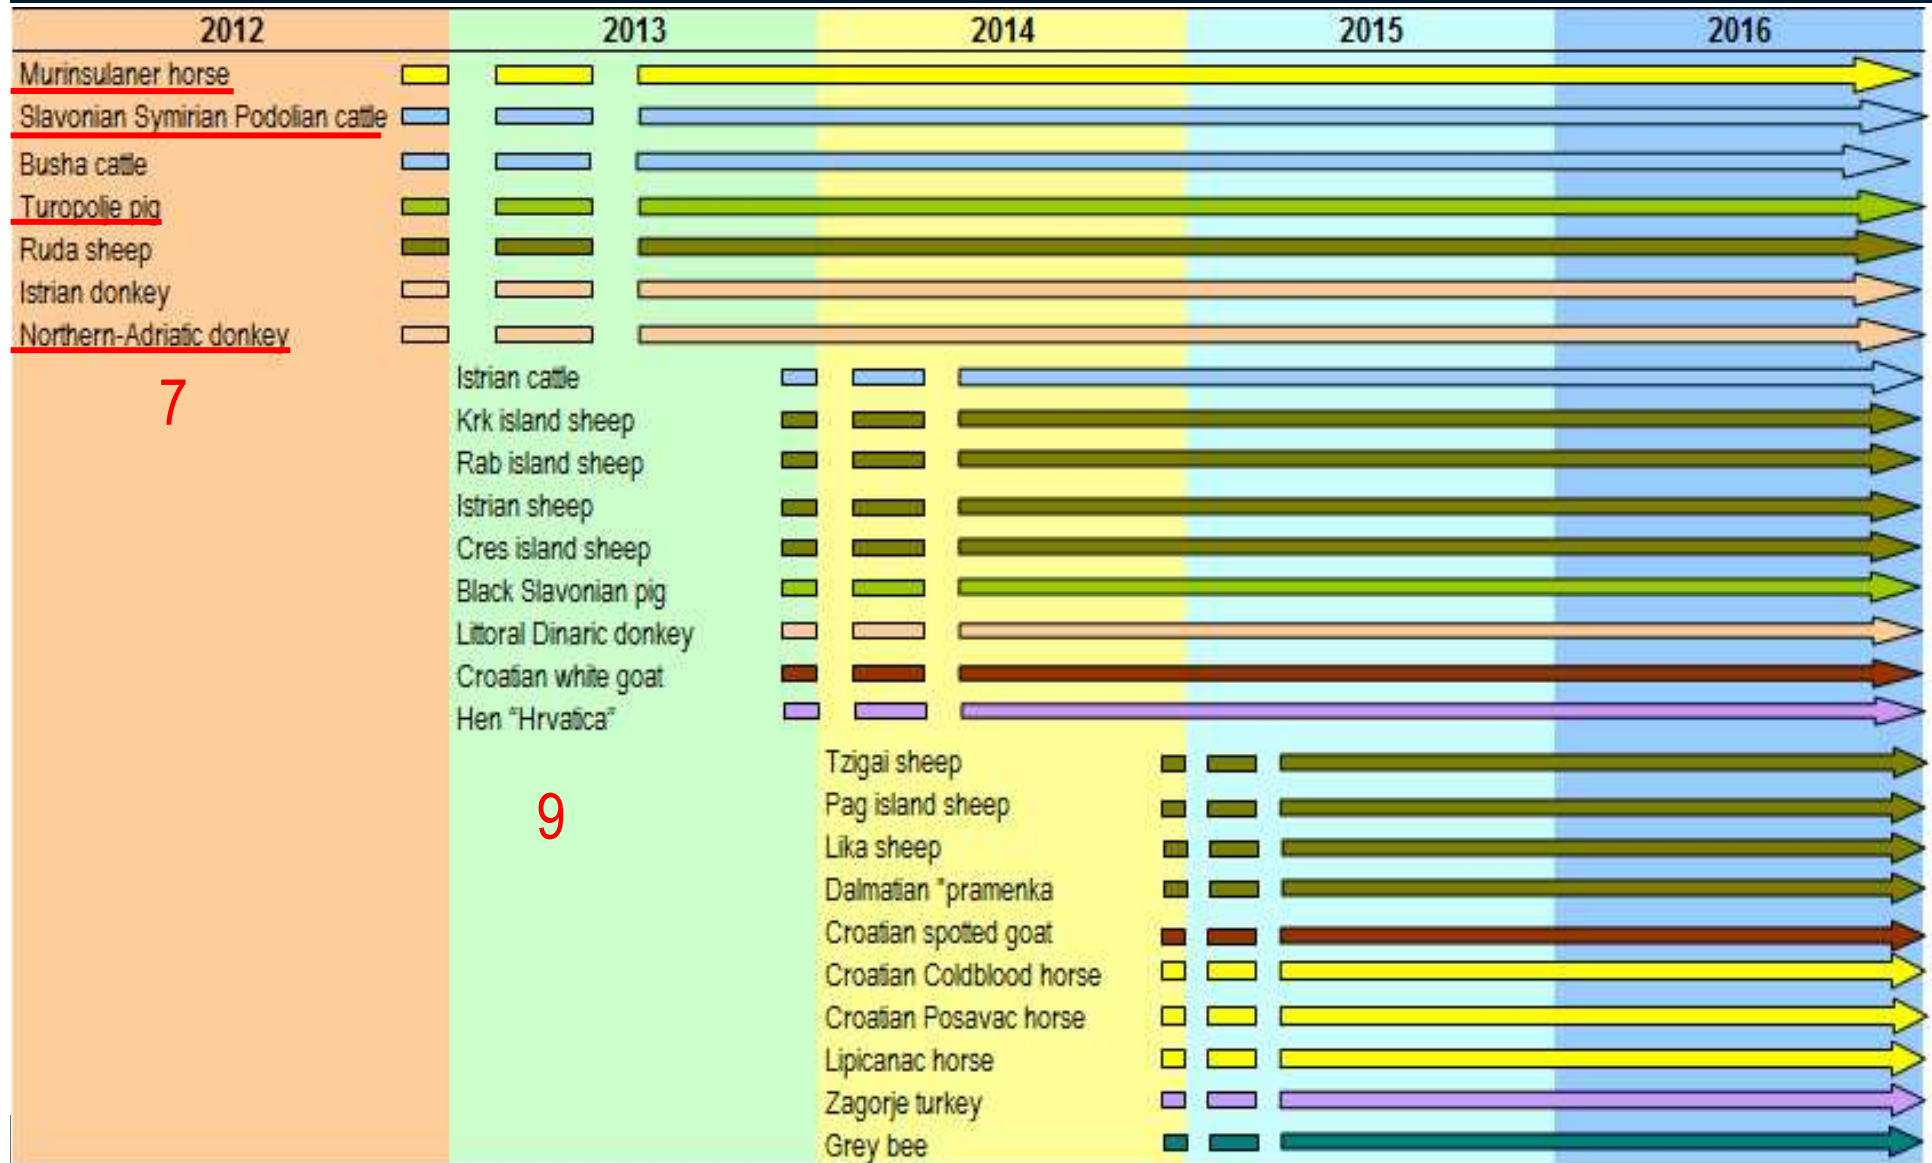 2012 2013 2014 2015 2016
Murinsulaner horse
Slavonian Symirian Podolian cattle
Busha cattle
Turopolje pig
Ruda sheep
Istrian donkey
Northern-Adriatic donkey
7
Istrian cattle
Krk island sheep
Rab island sheep
Istrian sheep
Cres island sheep
Black Slavonian pig
Littoral Dinaric donkey
Croatian white goat
Hen "Hrvatica"
9
Tzigai sheep
Pag island sheep
Lika sheep
Dalmatian "pramenka
Croatian spotted goat
Croatian Coldblood horse
Croatian Posavac horse
Lipicanac horse
Zagorje turkey
Grey bee